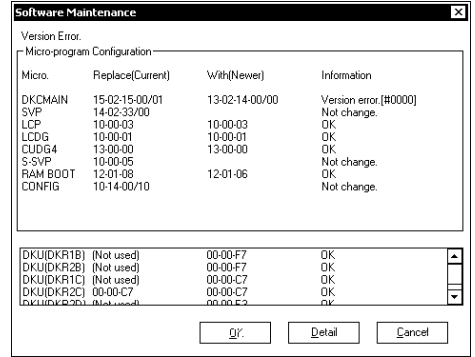 Software Maintenance
Version Error.
Micro-program Configuration
Micro. Replace(Current) With(Newer) Information
DKCMAIN 15-02-15-00/01 13-02-14-00/00 Version error.[#0000]
SVP 14-02-33/00 Not change.
LCP 10-00-03 10-00-03 OK
LCDG 10-00-01 10-00-01 OK
CUDG4 13-00-00 13-00-00 OK
S-SVP 10-00-05 Not change.
RAM BOOT 12-01-08 12-01-06 OK
CONFIG 10-14-00/10 Not change.
DKU(DKR1B) (Not used) 00-00-F7 OK
DKU(DKR2B) (Not used) 00-00-F7 OK
DKU(DKR1C) (Not used) 00-00-C7 OK
DKU(DKR2C) 00-00-C7 00-00-C7 OK
DKU(DKR2D) (Not used) OK
OK Detail Cancel